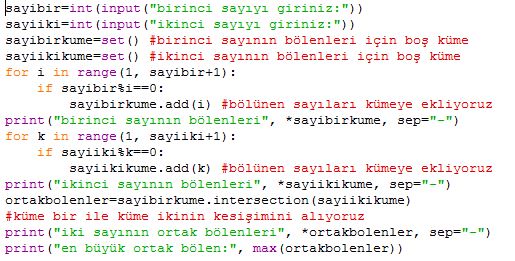 sayibir=int(input("birinci sayıyı giriniz:"))
sayiiki=int(input("ikinci sayıyı giriniz:"))
sayibirkume=set() #birinci sayının bölenleri için boş küme
sayiikikume=set() #ikinci sayının bölenleri için boş küme
for i in range(1, sayibir+1):
    if sayibir%i==0:
        sayibirkume.add(i) #bölünen sayıları kümeye ekliyoruz
print("birinci sayının bölenleri", *sayibirkume, sep="-")
for k in range(1, sayiiki+1):
    if sayiiki%k==0:
        sayiikikume.add(k) #bölünen sayıları kümeye ekliyoruz
print("ikinci sayının bölenleri", *sayiikikume, sep="-")
ortakbolenler=sayibirkume.intersection(sayiikikume)
#küme bir ile küme ikinin kesişimini alıyoruz
print("iki sayının ortak bölenleri", *ortakbolenler, sep="-")
print("en büyük ortak bölen:", max(ortakbolenler))